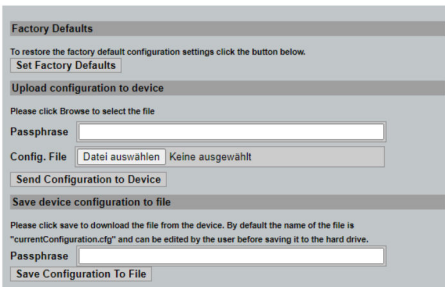 Factory Defaults
To restore the factory default configuration settings click the button below.
Set Factory Defaults
Upload configuration to device
Please click Browse to select the file
Passphrase
Config. File Datei auswählen Keine ausgewählt
Send Configuration to Device
Save device configuration to file
Please click save to download the file from the device. By default the name of the file is
"currentConfiguration.cfg" and can be edited by the user before saving it to the hard drive.
Passphrase
Save Configuration To File